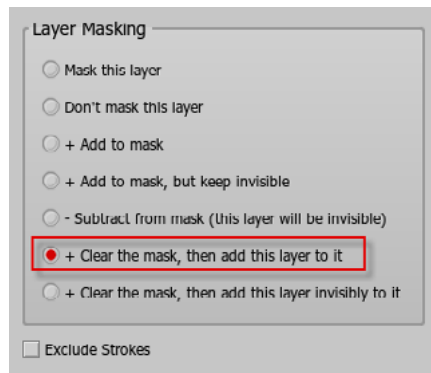 Layer Masking
Mask this layer
Don't mask this layer
+ Add to mask
+ Add to mask, but keep invisible
- Subtract from mask (this layer will be invisible)
+ Clear the mask, then add this layer to it
+ Clear the mask, then add this layer invisibly to it
Exclude Strokes